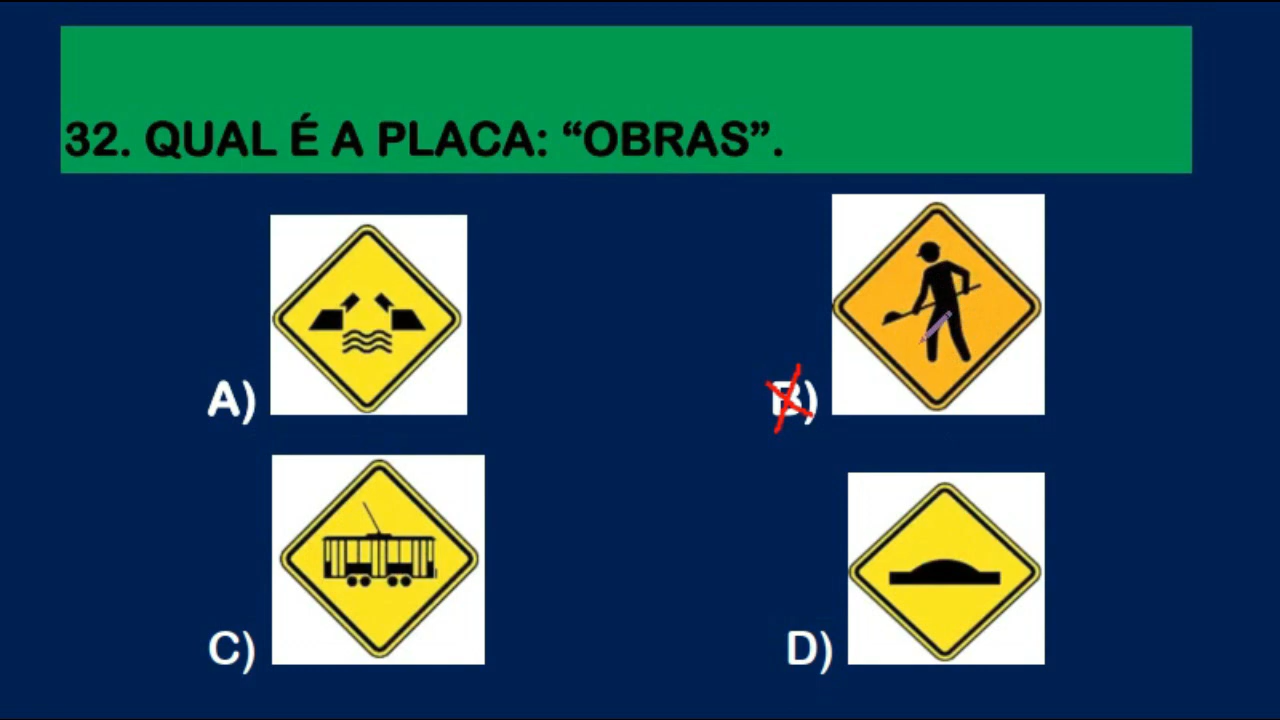 32. QUAL É A PLACA: “OBRAS”.
A)
B)
C)
D)